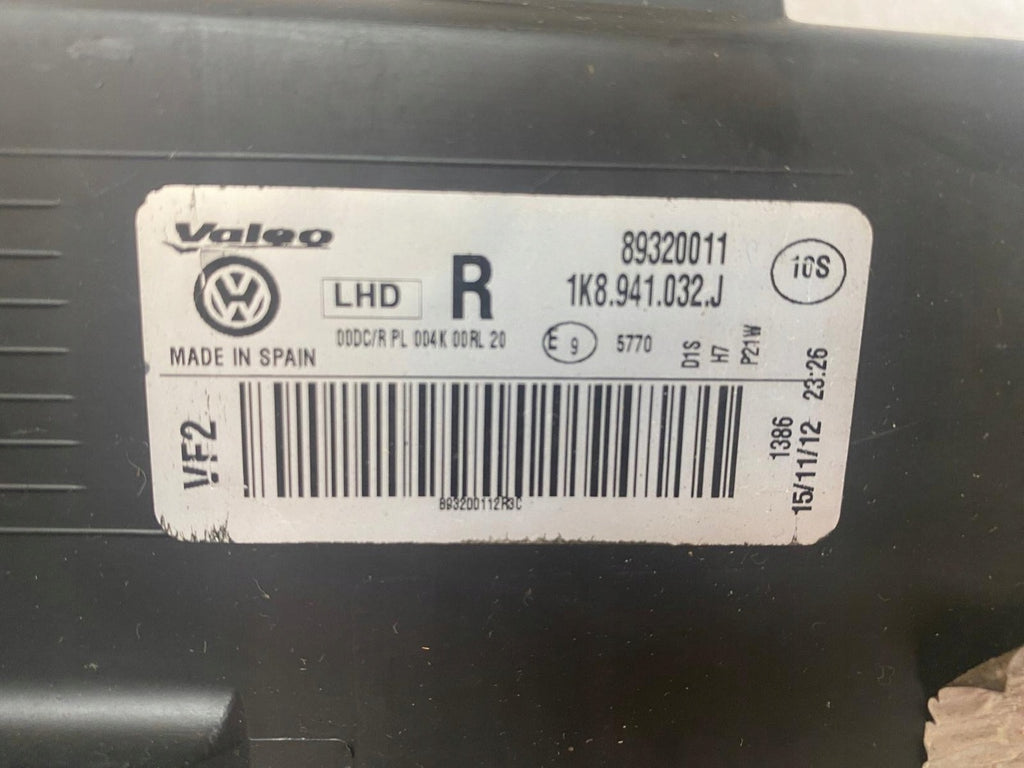 Valeo
89320011
10S
LHD
R
1K8.941.032.J
00DC/R PL 004K 00RL 20
E 9
5770
D1S
H7
P21W
MADE IN SPAIN
VF2
893200112R3C
1386
15/11/12 23:26